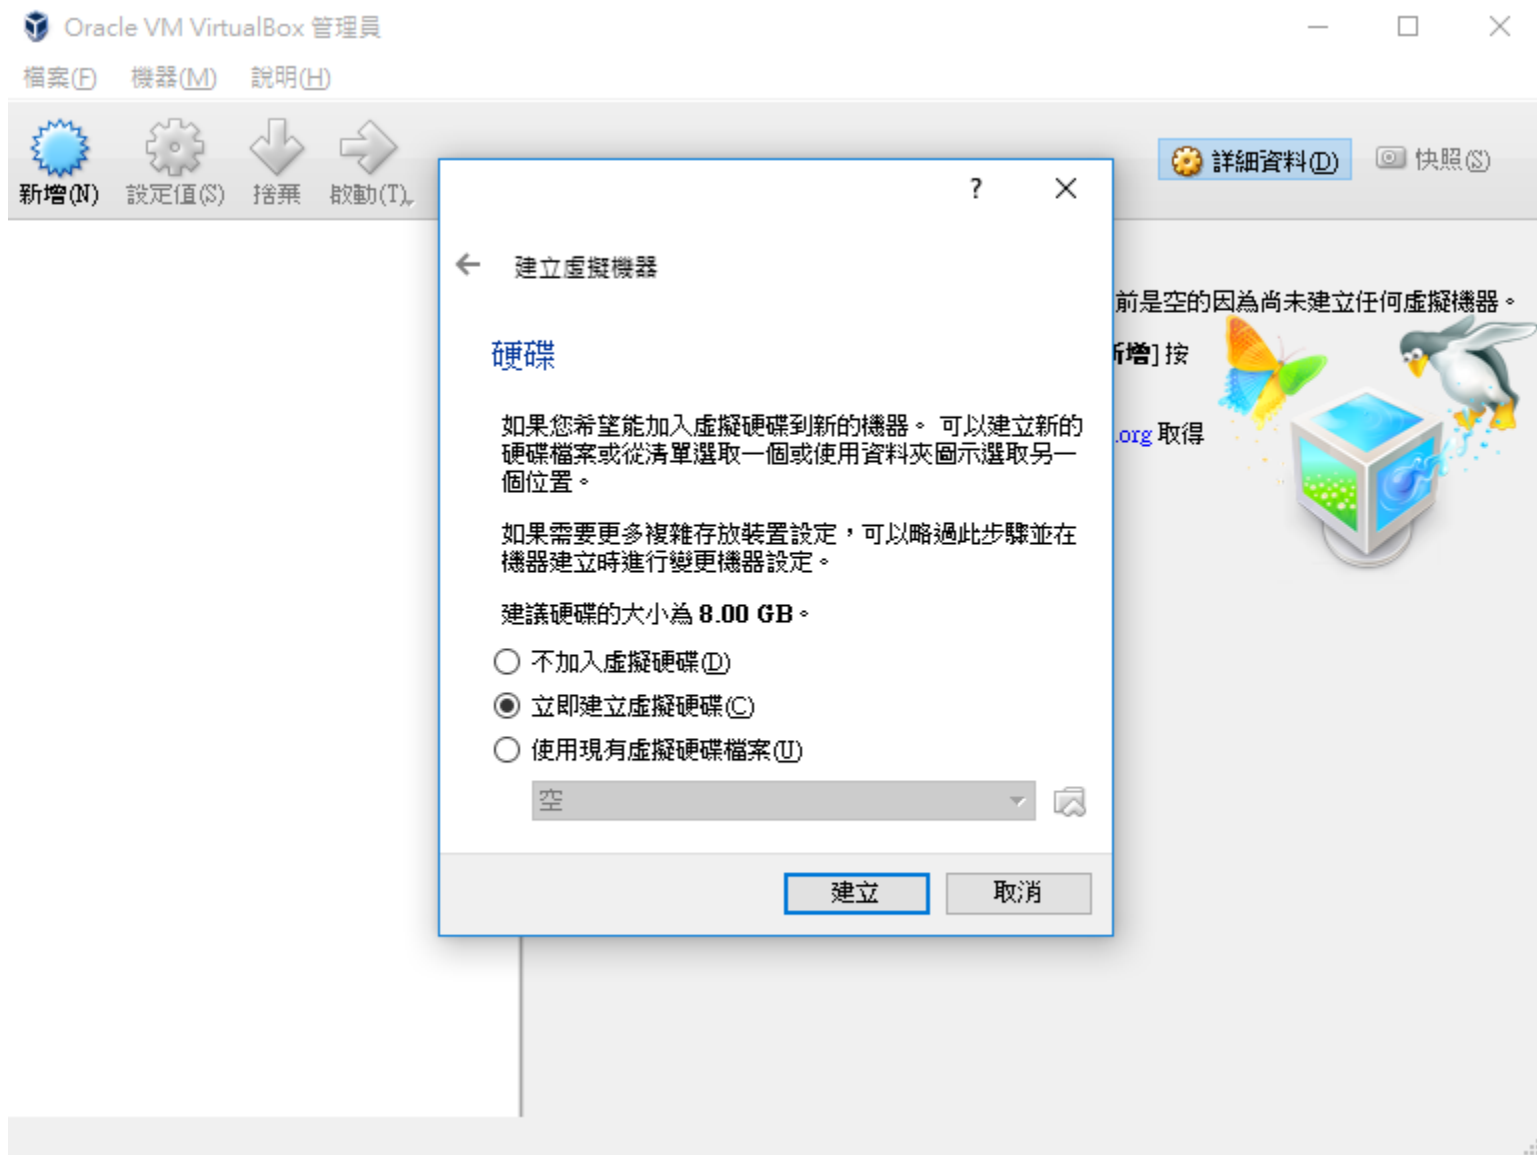 Oracle VM VirtualBox 管理員
檔案(F) 機器(M) 說明(H)
新增(N) 設定值(S) 捨棄 啟動(T)
詳細資料(D) 快照(S)
?
建立虛擬機器
硬碟
如果您希望能加入虛擬硬碟到新的機器。 可以建立新的
硬碟檔案或從清單選取一個或使用資料夾圖示選取另一
個位置。
如果需要更多複雜存放裝置設定，可以略過此步驟並在
機器建立時進行變更機器設定。
建議硬碟的大小為 8.00 GB。
不加入虛擬硬碟(D)
立即建立虛擬硬碟(C)
使用現有虛擬硬碟檔案(U)
空
建立 取消
前是空的因為尚未建立任何虛擬機器。
增] 按
.org 取得